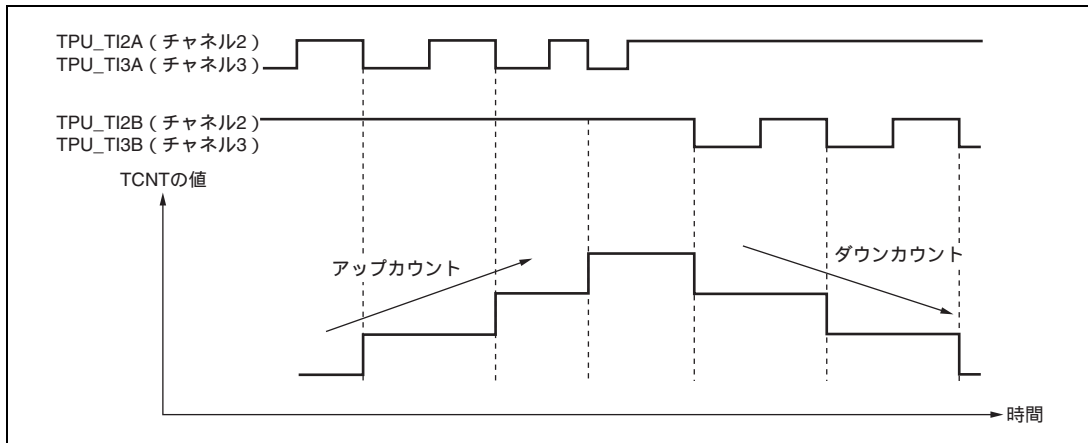 TPU_TI2A（チャネル2）
TPU_TI3A（チャネル3）
TPU_TI2B（チャネル2）
TPU_TI3B（チャネル3）
TCNTの値
アップカウント
ダウンカウント
時間